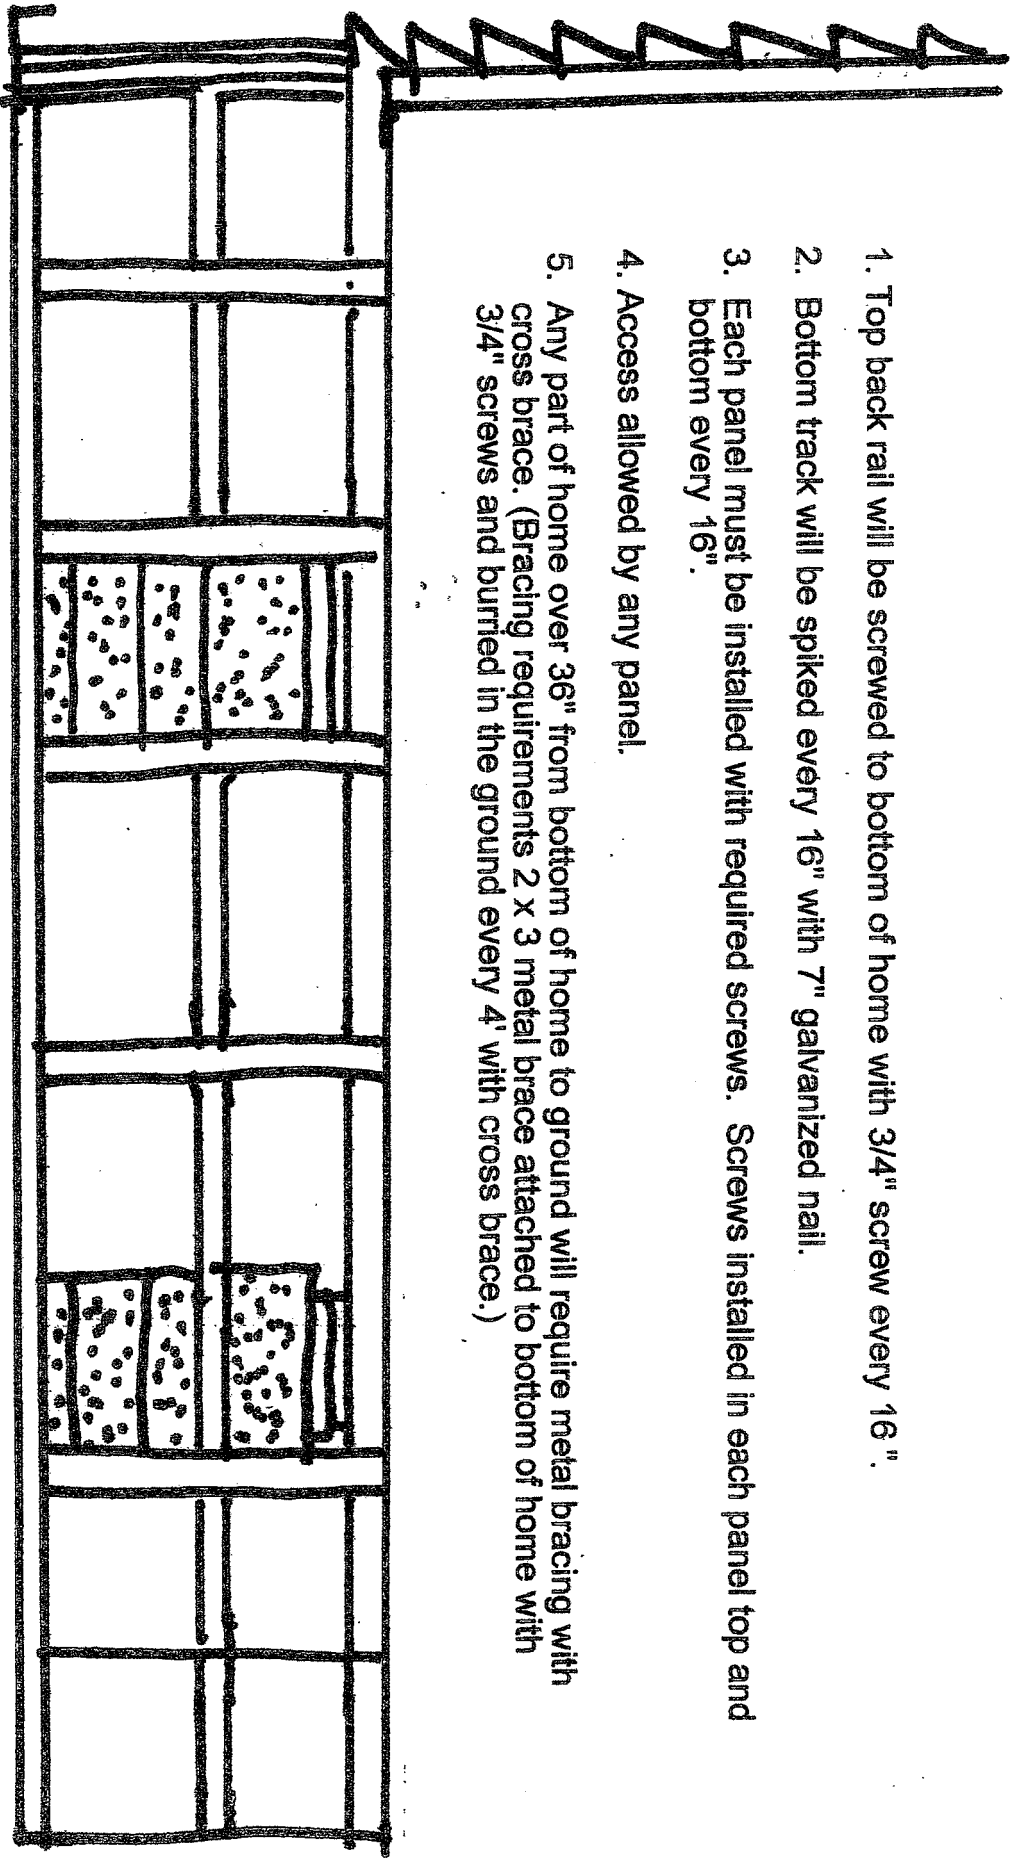 1. Top back rail will be screwed to bottom of home with 3/4" screw every 16 ".
2. Bottom track will be spiked every 16" with 7" galvanized nail.
3. Each panel must be installed with required screws. Screws installed in each panel top and
bottom every 16".
4. Access allowed by any panel.
5. Any part of home over 36" from bottom of home to ground will require metal bracing with
cross brace. (Bracing requirements 2 x 3 metal brace attached to bottom of home with
3/4" screws and burried in the ground every 4' with cross brace.)